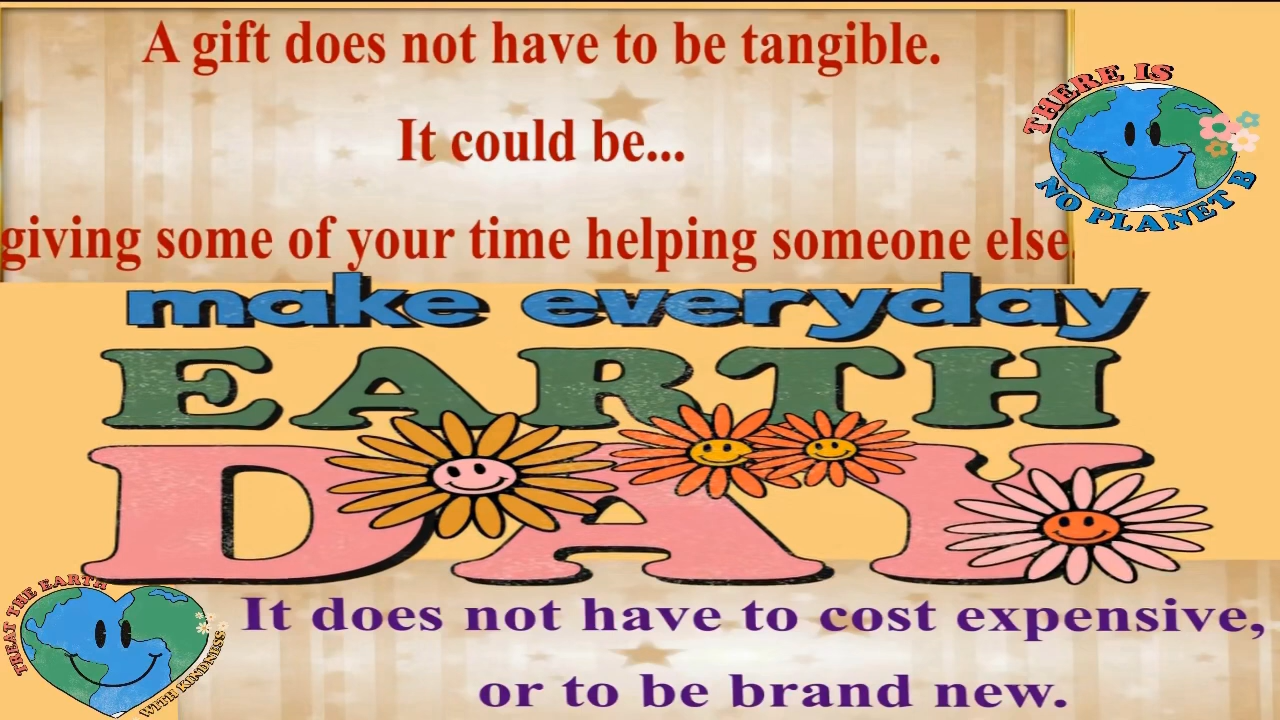 A gift does not have to be tangible.
THERE IS
NO PLANET B
It could be...
giving some of your time helping someone else.
make everyday
EARTH
DAY
TREAT THE EARTH
WITH KINDNESS
It does not have to cost expensive,
or to be brand new.